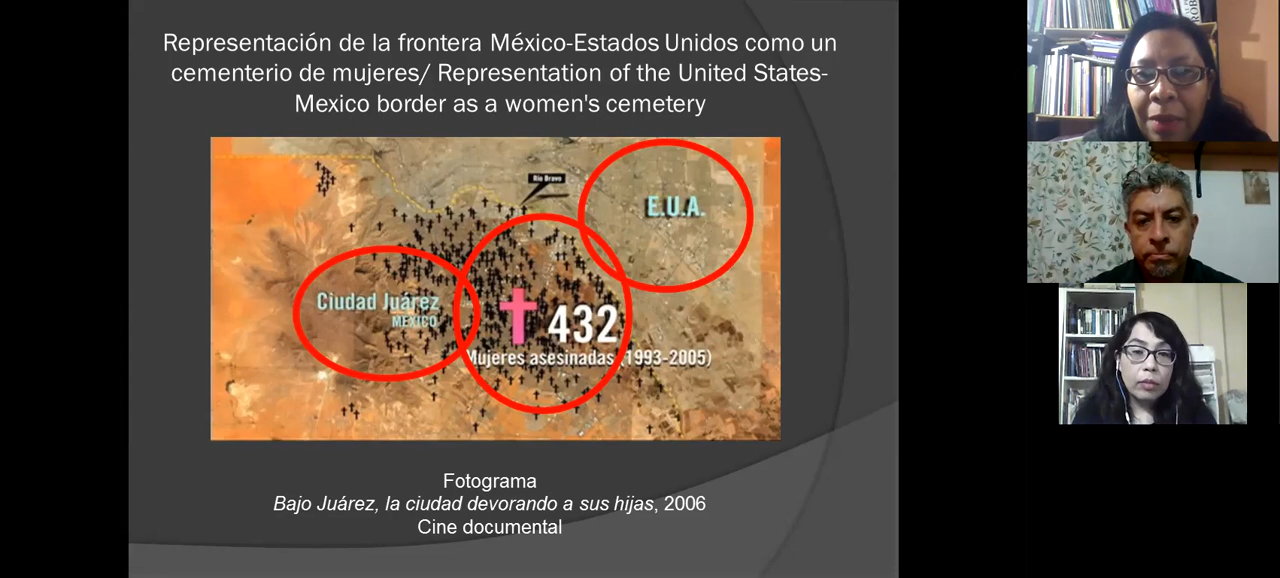 Representación de la frontera México-Estados Unidos como un
cementerio de mujeres/ Representation of the United States-
Mexico border as a women's cemetery
Río Bravo
E.U.A.
Ciudad Juárez
MÉXICO
432
Mujeres asesinadas (1993-2005)
Fotograma
Bajo Juárez, la ciudad devorando a sus hijas, 2006
Cine documental